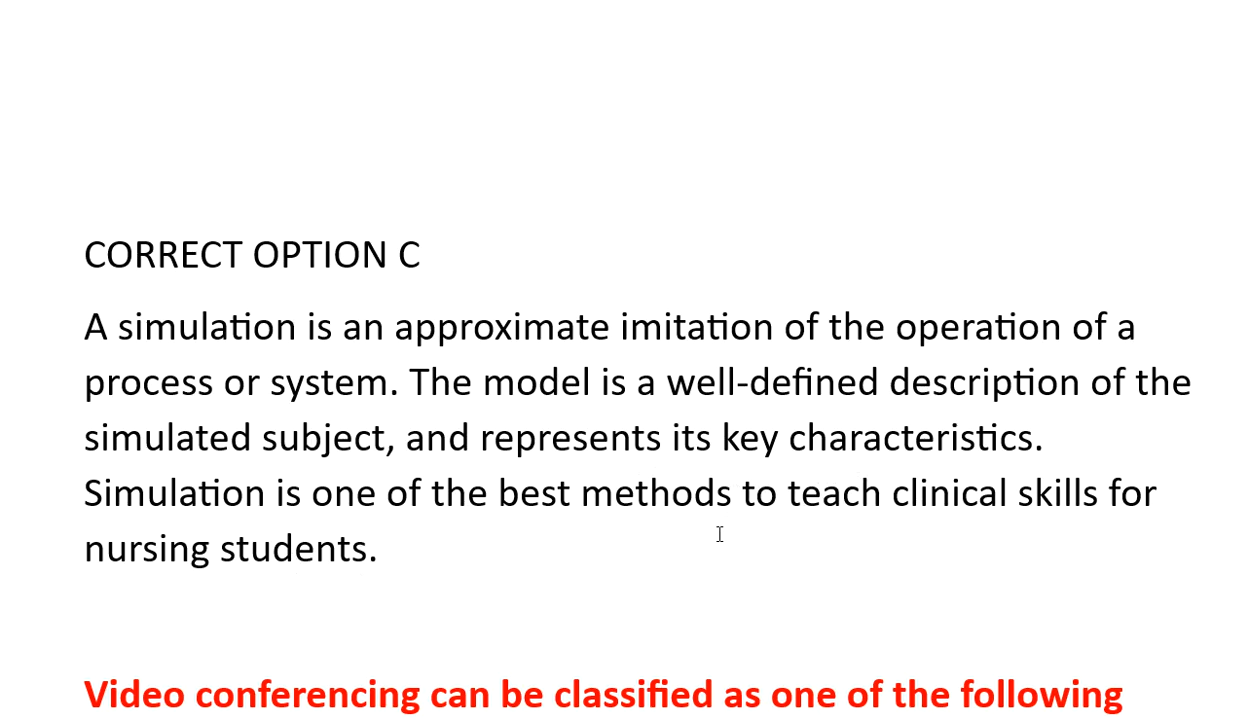 CORRECT OPTION C
A simulation is an approximate imitation of the operation of a
process or system. The model is a well-defined description of the
simulated subject, and represents its key characteristics.
Simulation is one of the best methods to teach clinical skills for
nursing students.
Video conferencing can be classified as one of the following